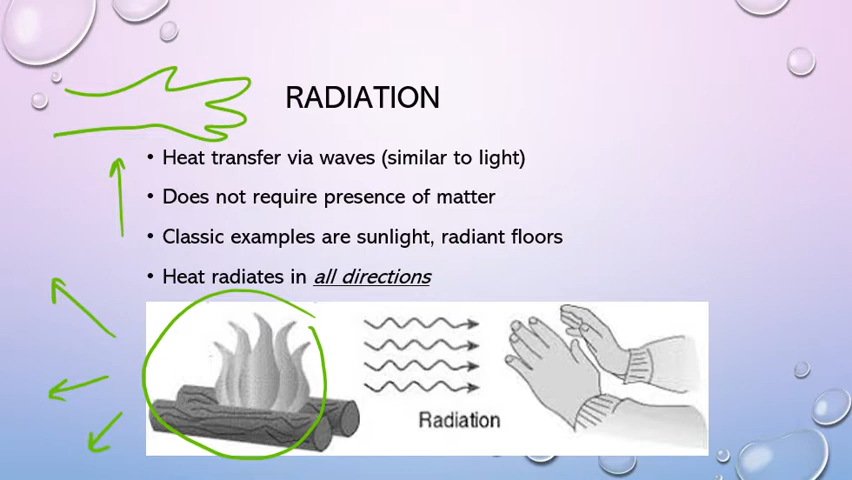 RADIATION
• Heat transfer via waves (similar to light)
• Does not require presence of matter
• Classic examples are sunlight, radiant floors
• Heat radiates in all directions
Radiation